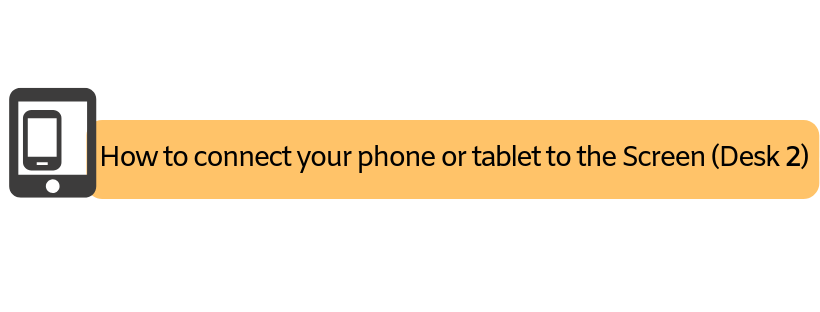 How to connect your phone or tablet to the Screen (Desk 2)